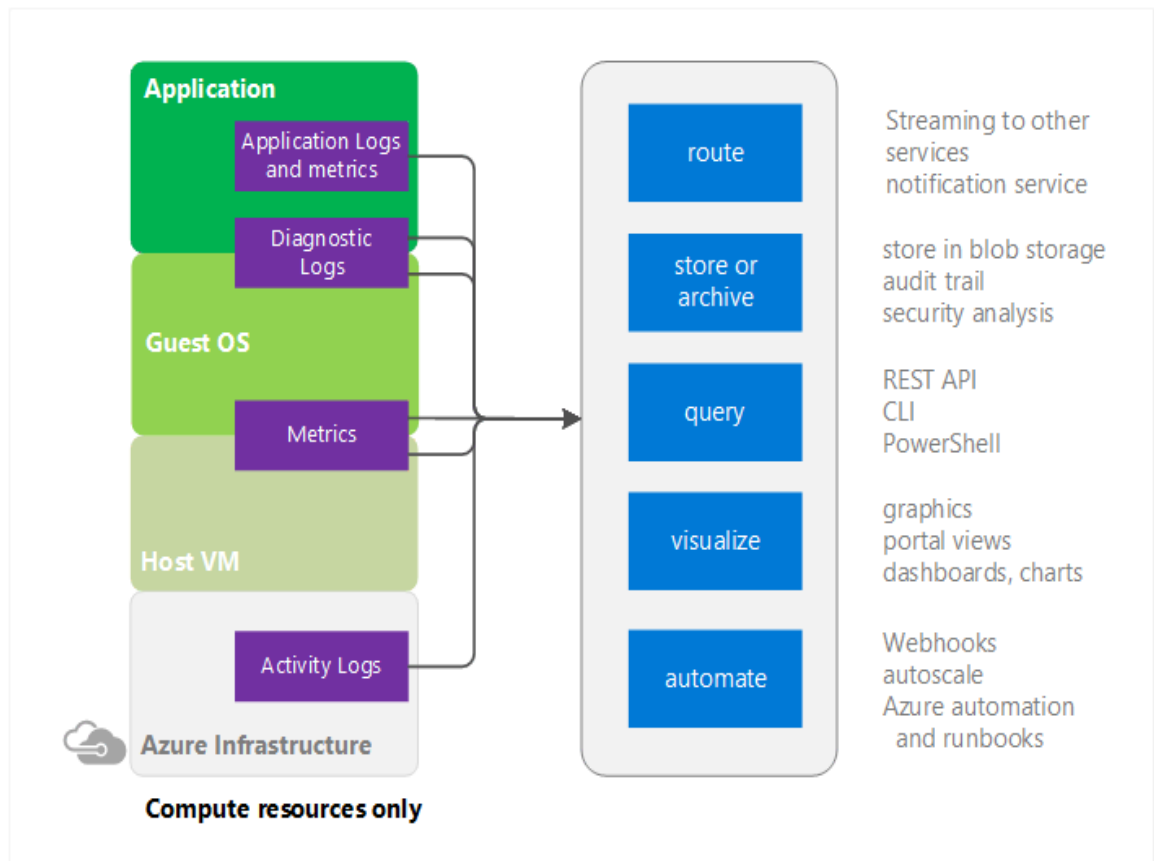 Application
Application Logs
and metrics
Diagnostic
Logs
Guest OS
Metrics
Host VM
Activity Logs
Azure Infrastructure
Compute resources only
route
Streaming to other
services
notification service
store or
archive
store in blob storage
audit trail
security analysis
query
REST API
CLI
PowerShell
visualize
graphics
portal views
dashboards, charts
automate
Webhooks
autoscale
Azure automation
and runbooks